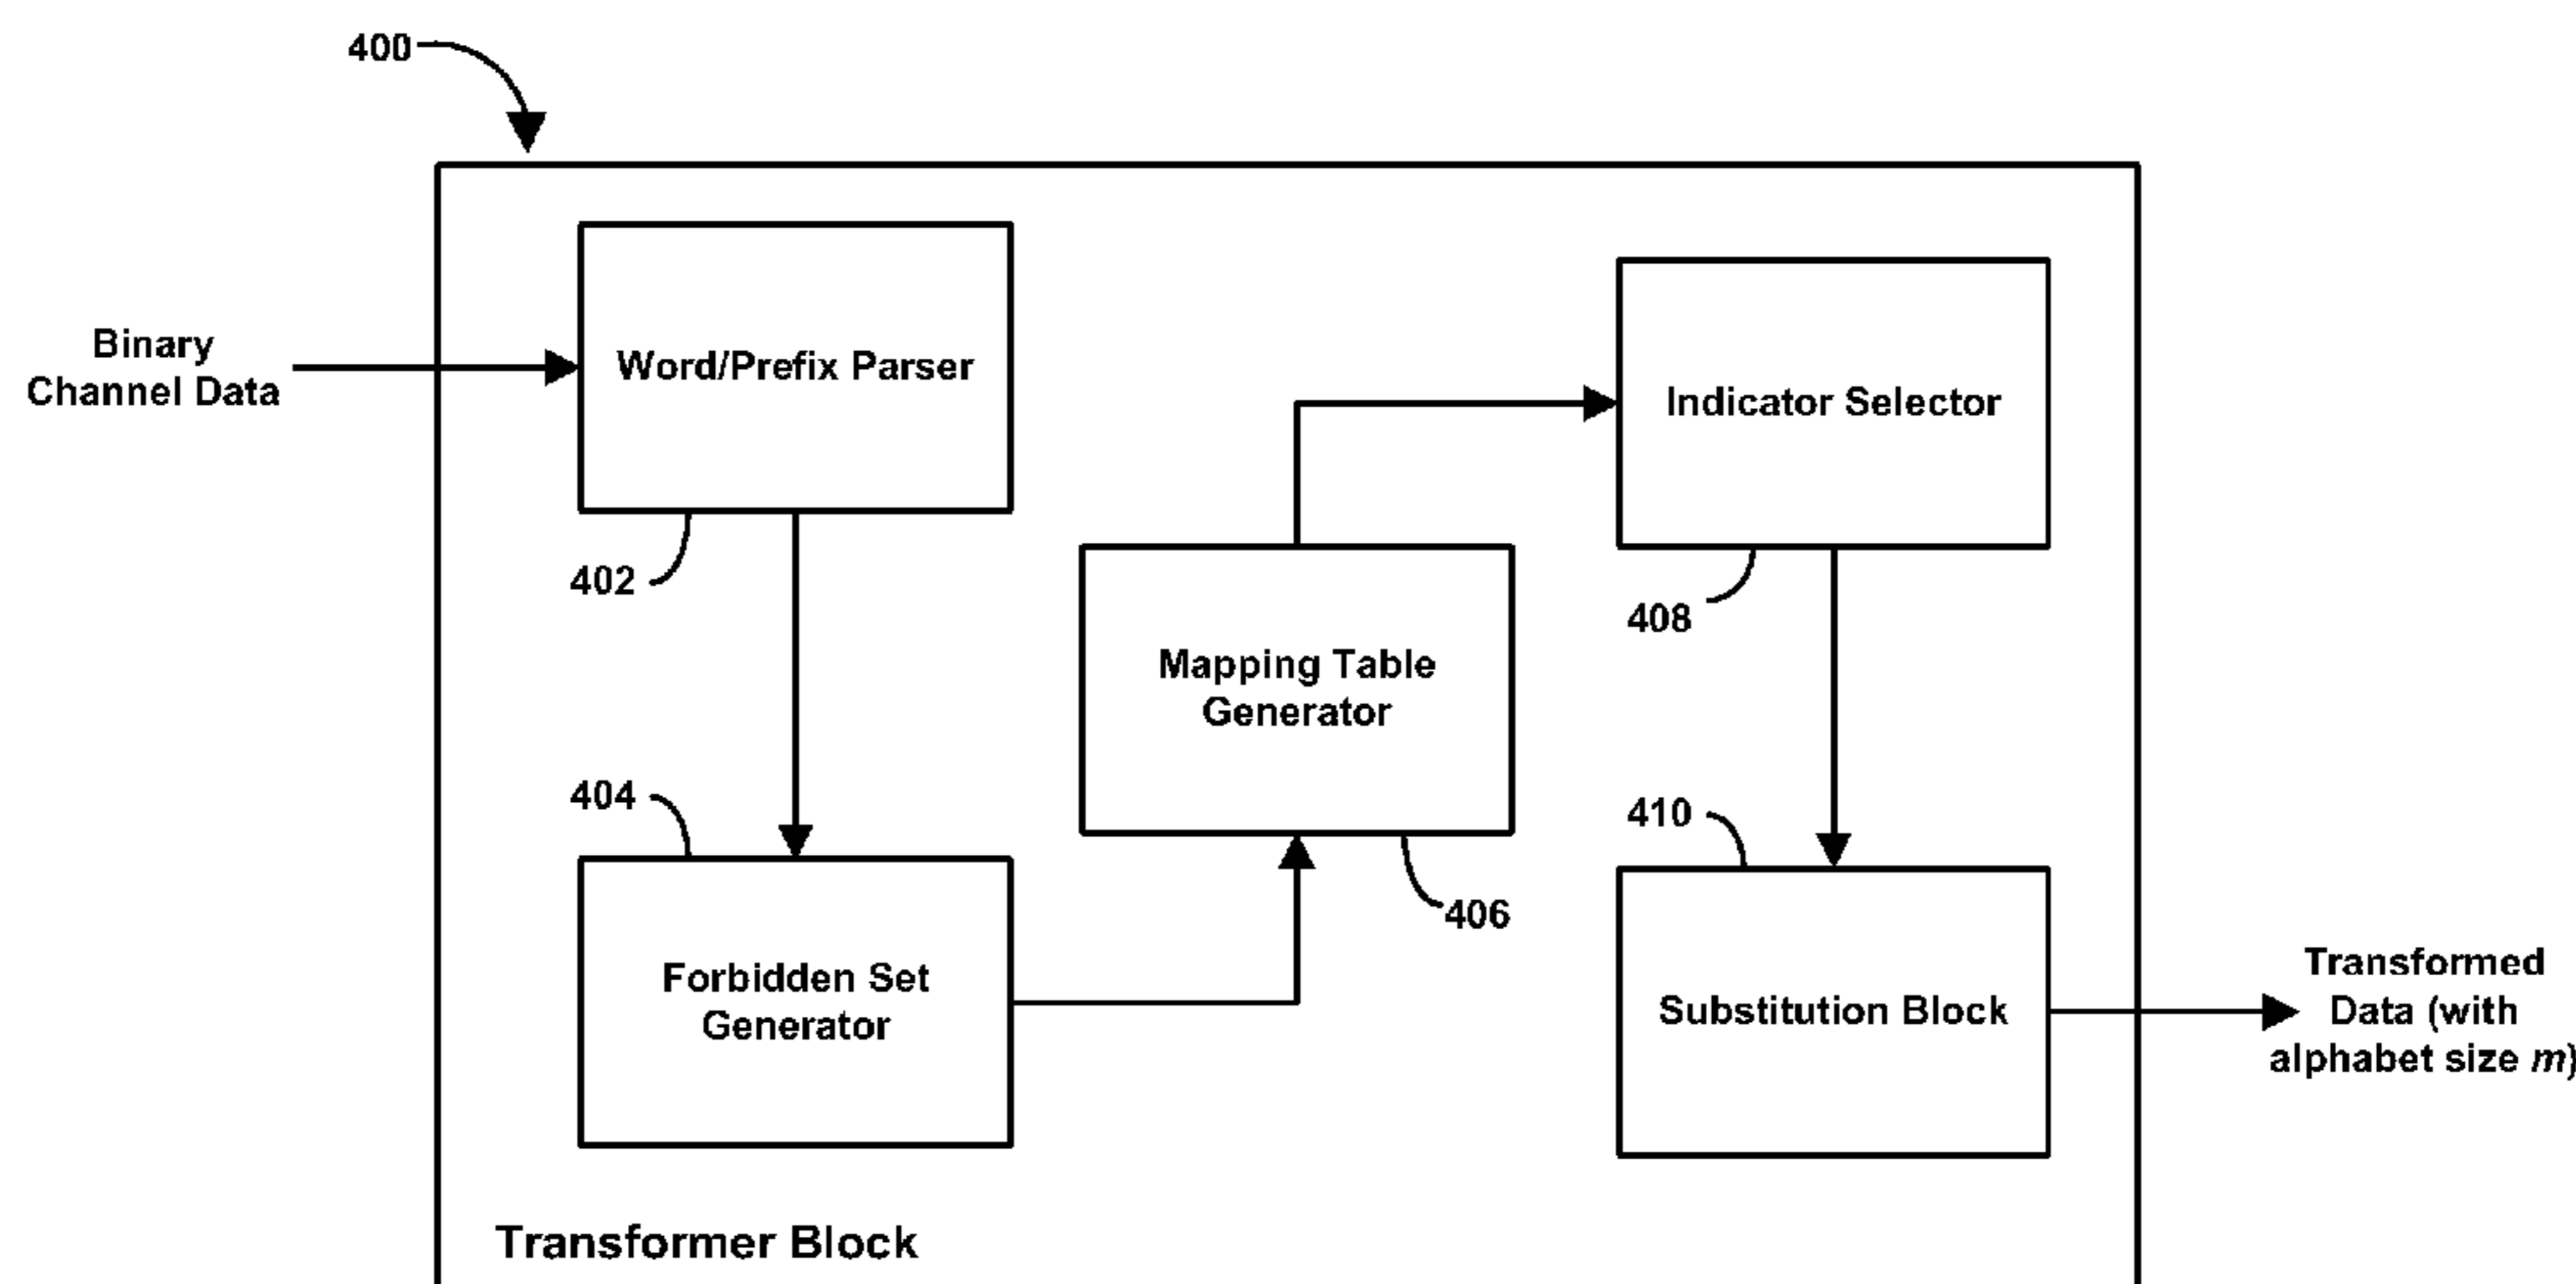 400
Binary
Channel Data
Word/Prefix Parser
402
404
Forbidden Set
Generator
Mapping Table
Generator
406
Indicator Selector
408
410
Substitution Block
Transformed
Data (with
alphabet size m)
Transformer Block